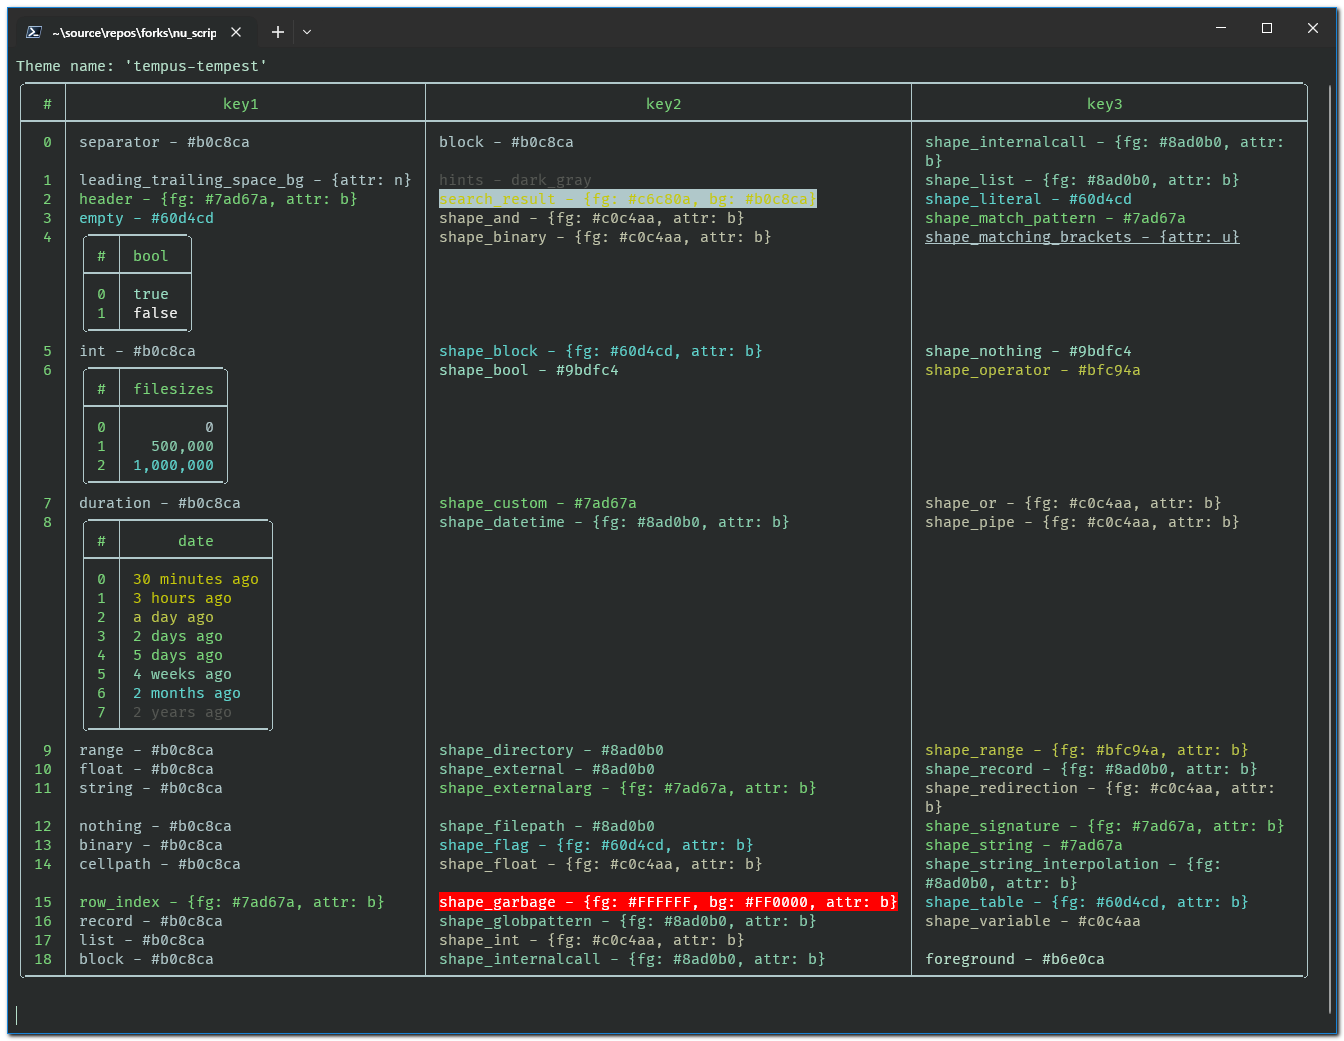 ~\source\repos\forks\nu_scrip
Theme name: 'tempus-tempest'
# key1 key2 key3
0 separator - #b0c8ca block - #b0c8ca shape_internalcall - {fg: #8ad0b0, attr:
b}
1 leading_trailing_space_bg - {attr: n} hints - dark_gray shape_list - {fg: #8ad0b0, attr: b}
2 header - {fg: #7ad67a, attr: b} search_result - {fg: #c6c80a, bg: #b0c8ca} shape_literal - #60d4cd
3 empty - #60d4cd shape_and - {fg: #c0c4aa, attr: b} shape_match_pattern - #7ad67a
4 shape_binary - {fg: #c0c4aa, attr: b} shape_matching_brackets - {attr: u}
# bool
0 true
1 false
5 int - #b0c8ca shape_block - {fg: #60d4cd, attr: b} shape_nothing - #9bdfc4
6 shape_bool - #9bdfc4 shape_operator - #bfc94a
# filesizes
0 0
1 500,000
2 1,000,000
7 duration - #b0c8ca shape_custom - #7ad67a shape_or - {fg: #c0c4aa, attr: b}
8 shape_datetime - {fg: #8ad0b0, attr: b} shape_pipe - {fg: #c0c4aa, attr: b}
# date
0 30 minutes ago
1 3 hours ago
2 a day ago
3 2 days ago
4 5 days ago
5 4 weeks ago
6 2 months ago
7 2 years ago
9 range - #b0c8ca shape_directory - #8ad0b0 shape_range - {fg: #bfc94a, attr: b}
10 float - #b0c8ca shape_external - #8ad0b0 shape_record - {fg: #8ad0b0, attr: b}
11 string - #b0c8ca shape_externalarg - {fg: #7ad67a, attr: b} shape_redirection - {fg: #c0c4aa, attr:
b}
12 nothing - #b0c8ca shape_filepath - #8ad0b0 shape_signature - {fg: #7ad67a, attr: b}
13 binary - #b0c8ca shape_flag - {fg: #60d4cd, attr: b} shape_string - #7ad67a
14 cellpath - #b0c8ca shape_float - {fg: #c0c4aa, attr: b} shape_string_interpolation - {fg:
#8ad0b0, attr: b}
15 row_index - {fg: #7ad67a, attr: b} shape_garbage - {fg: #FFFFFF, bg: #FF0000, attr: b} shape_table - {fg: #60d4cd, attr: b}
16 record - #b0c8ca shape_globpattern - {fg: #8ad0b0, attr: b} shape_variable - #c0c4aa
17 list - #b0c8ca shape_int - {fg: #c0c4aa, attr: b}
18 block - #b0c8ca shape_internalcall - {fg: #8ad0b0, attr: b} foreground - #b6e0ca